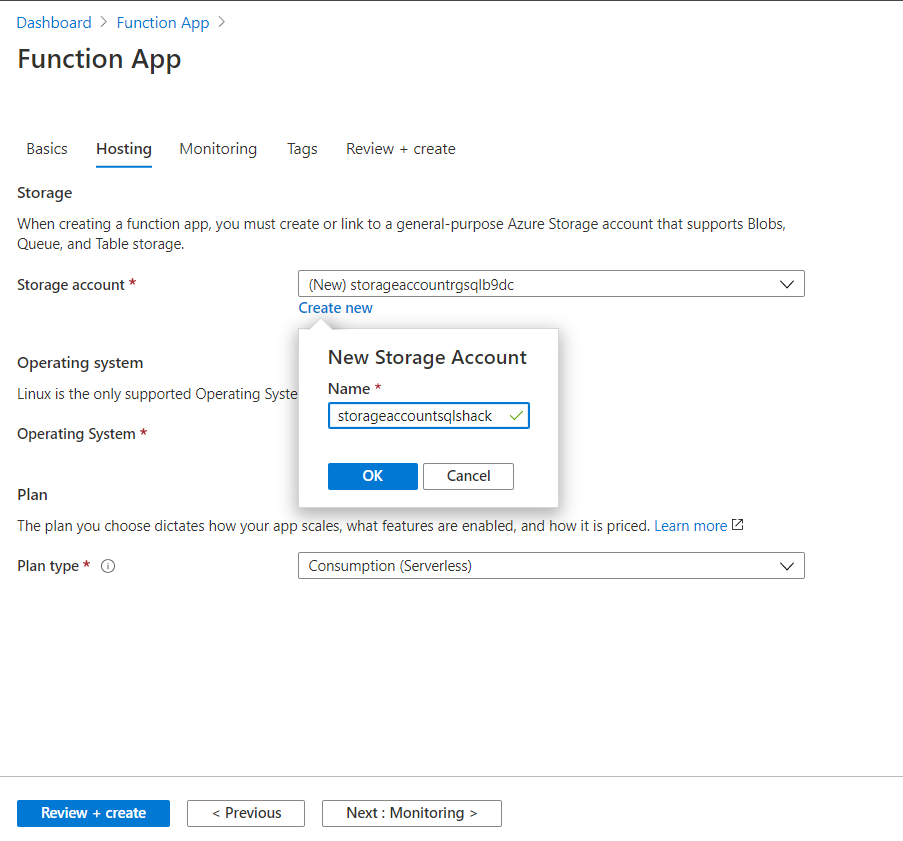 Dashboard > Function App >
Function App
Basics Hosting Monitoring Tags Review + create
Storage
When creating a function app, you must create or link to a general-purpose Azure Storage account that supports Blobs,
Queue, and Table storage.
Storage account *
(New) storageaccountrgsqlb9dc
Create new
New Storage Account
Name *
storageaccountsqlshack
OK Cancel
Operating system
Linux is the only supported Operating Syste
Operating System *
Plan
The plan you choose dictates how your app scales, what features are enabled, and how it is priced. Learn more
Plan type *
Consumption (Serverless)
Review + create < Previous Next : Monitoring >